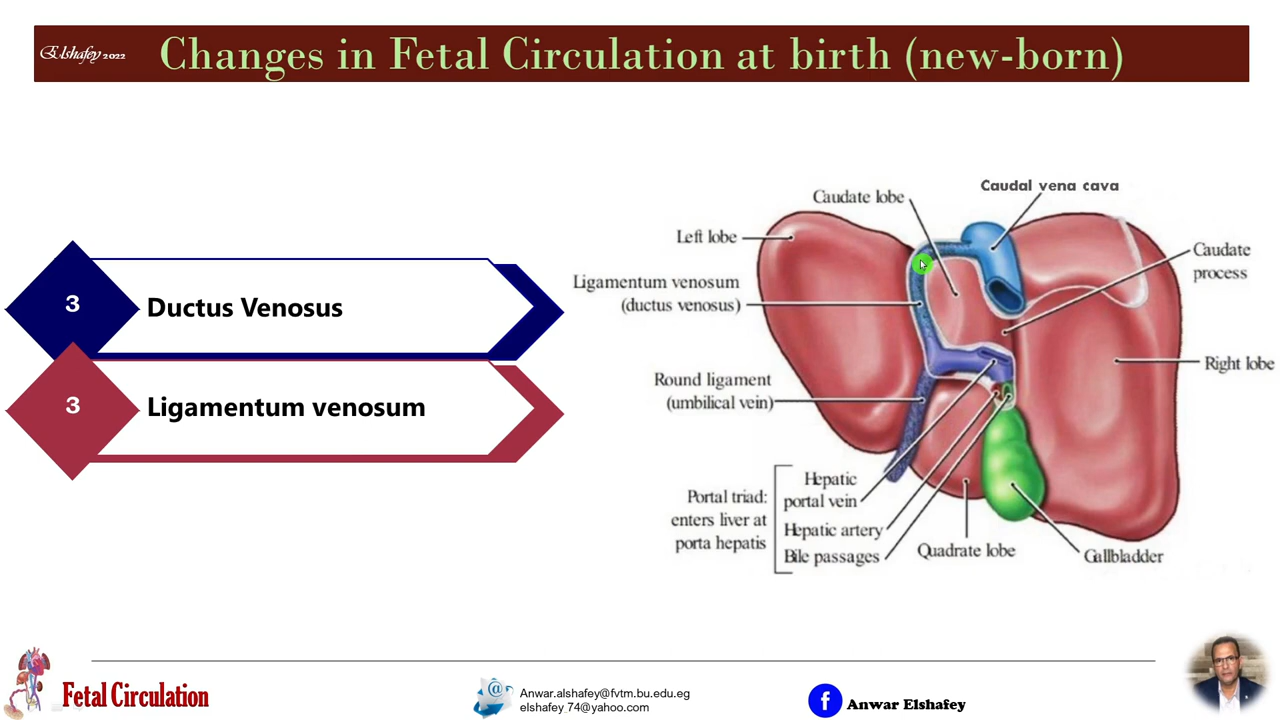 Elshafey 2022
Changes in Fetal Circulation at birth (new-born)
3
Ductus Venosus
3
Ligamentum venosum
Caudal vena cava
Caudate lobe
Left lobe
Caudate
process
Ligamentum venosum
(ductus venosus)
Right lobe
Round ligament
(umbilical vein)
Portal triad:
enters liver at
porta hepatis
Hepatic
portal vein
Hepatic artery
Bile passages
Quadrate lobe
Gallbladder
Fetal Circulation
@
Anwar.alshafey@fvtm.bu.edu.eg
elshafey_74@yahoo.com
f
Anwar Elshafey